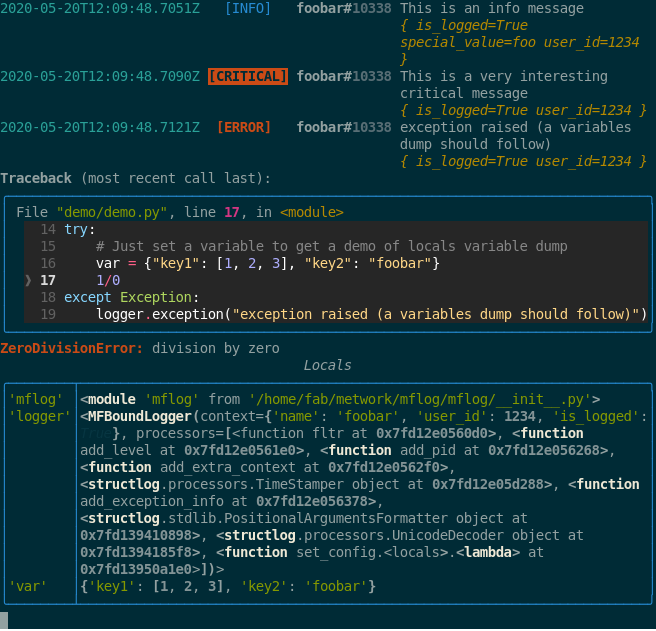 2020-05-20T12:09:48.7051Z [INFO] foobar#10338 This is an info message
{ is_logged=True
special_value=foo user_id=1234
}
2020-05-20T12:09:48.7090Z [CRITICAL] foobar#10338 This is a very interesting
critical message
{ is_logged=True user_id=1234 }
2020-05-20T12:09:48.7121Z [ERROR] foobar#10338 exception raised (a variables
dump should follow)
{ is_logged=True user_id=1234 }
Traceback (most recent call last):
File "demo/demo.py", line 17, in <module>
14 try:
15 # Just set a variable to get a demo of locals variable dump
16 var = {"key1": [1, 2, 3], "key2": "foobar"}
❱ 17 1/0
18 except Exception:
19 logger.exception("exception raised (a variables dump should follow)")
ZeroDivisionError: division by zero
Locals
'mflog' <module 'mflog' from '/home/fab/metwork/mflog/mflog/__init__.py'>
'logger' <MFBoundLogger(context={'name': 'foobar', 'user_id': 1234, 'is_logged':
True}, processors=[<function fltr at 0x7fd12e0560d0>, <function
add_level at 0x7fd12e0561e0>, <function add_pid at 0x7fd12e056268>,
<function add_extra_context at 0x7fd12e0562f0>,
<structlog.processors.TimeStamper object at 0x7fd12e05d288>, <function
add_exception_info at 0x7fd12e056378>,
<structlog.stdlib.PositionalArgumentsFormatter object at
0x7fd139410898>, <structlog.processors.UnicodeDecoder object at
0x7fd1394185f8>, <function set_config.<locals>.<lambda> at
0x7fd13950a1e0>])>
'var' {'key1': [1, 2, 3], 'key2': 'foobar'}